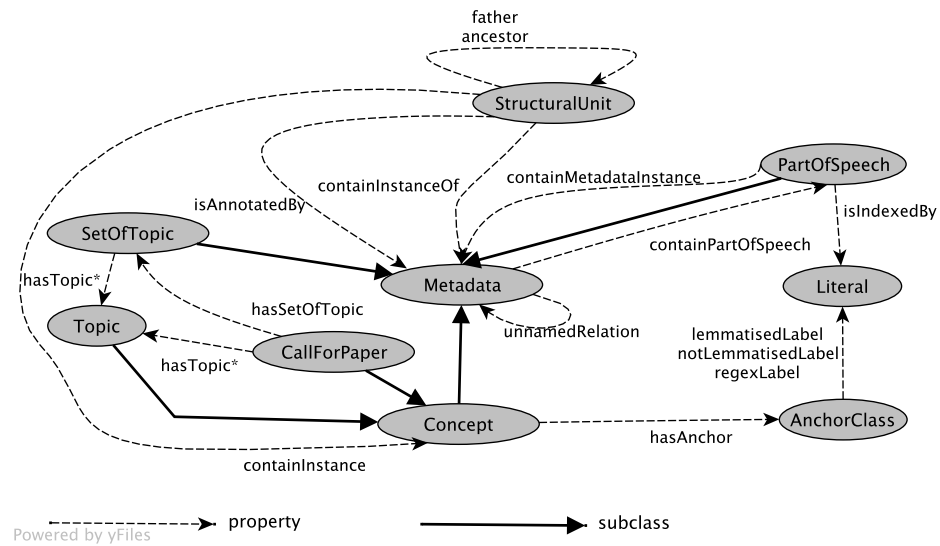 father
ancestor
StructuralUnit
PartOfSpeech
containInstanceOf
containMetadataInstance
isAnnotatedBy
isIndexedBy
SetOfTopic
containPartOfSpeech
hasTopic*
Metadata
Literal
hasSetOfTopic
Topic
unnamedRelation
lemmatisedLabel
notLemmatisedLabel
regexLabel
CallForPaper
hasTopic*
Concept
AnchorClass
hasAnchor
containInstance
property
subclass
Powered by yFiles